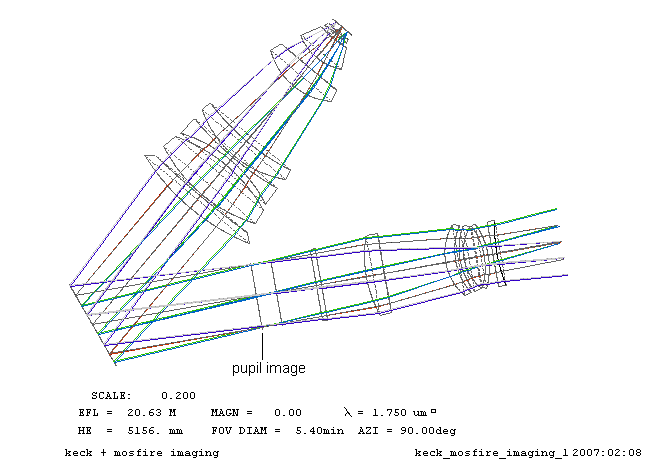 pupil image
SCALE: 0.200
EFL = 20.63 M MAGN = 0.00 λ = 1.750 um
HE = 5156. mm FOV DIAM = 5.40min AZI = 90.00deg
keck + mosfire imaging keck_mosfire_imaging_1 2007:02:08